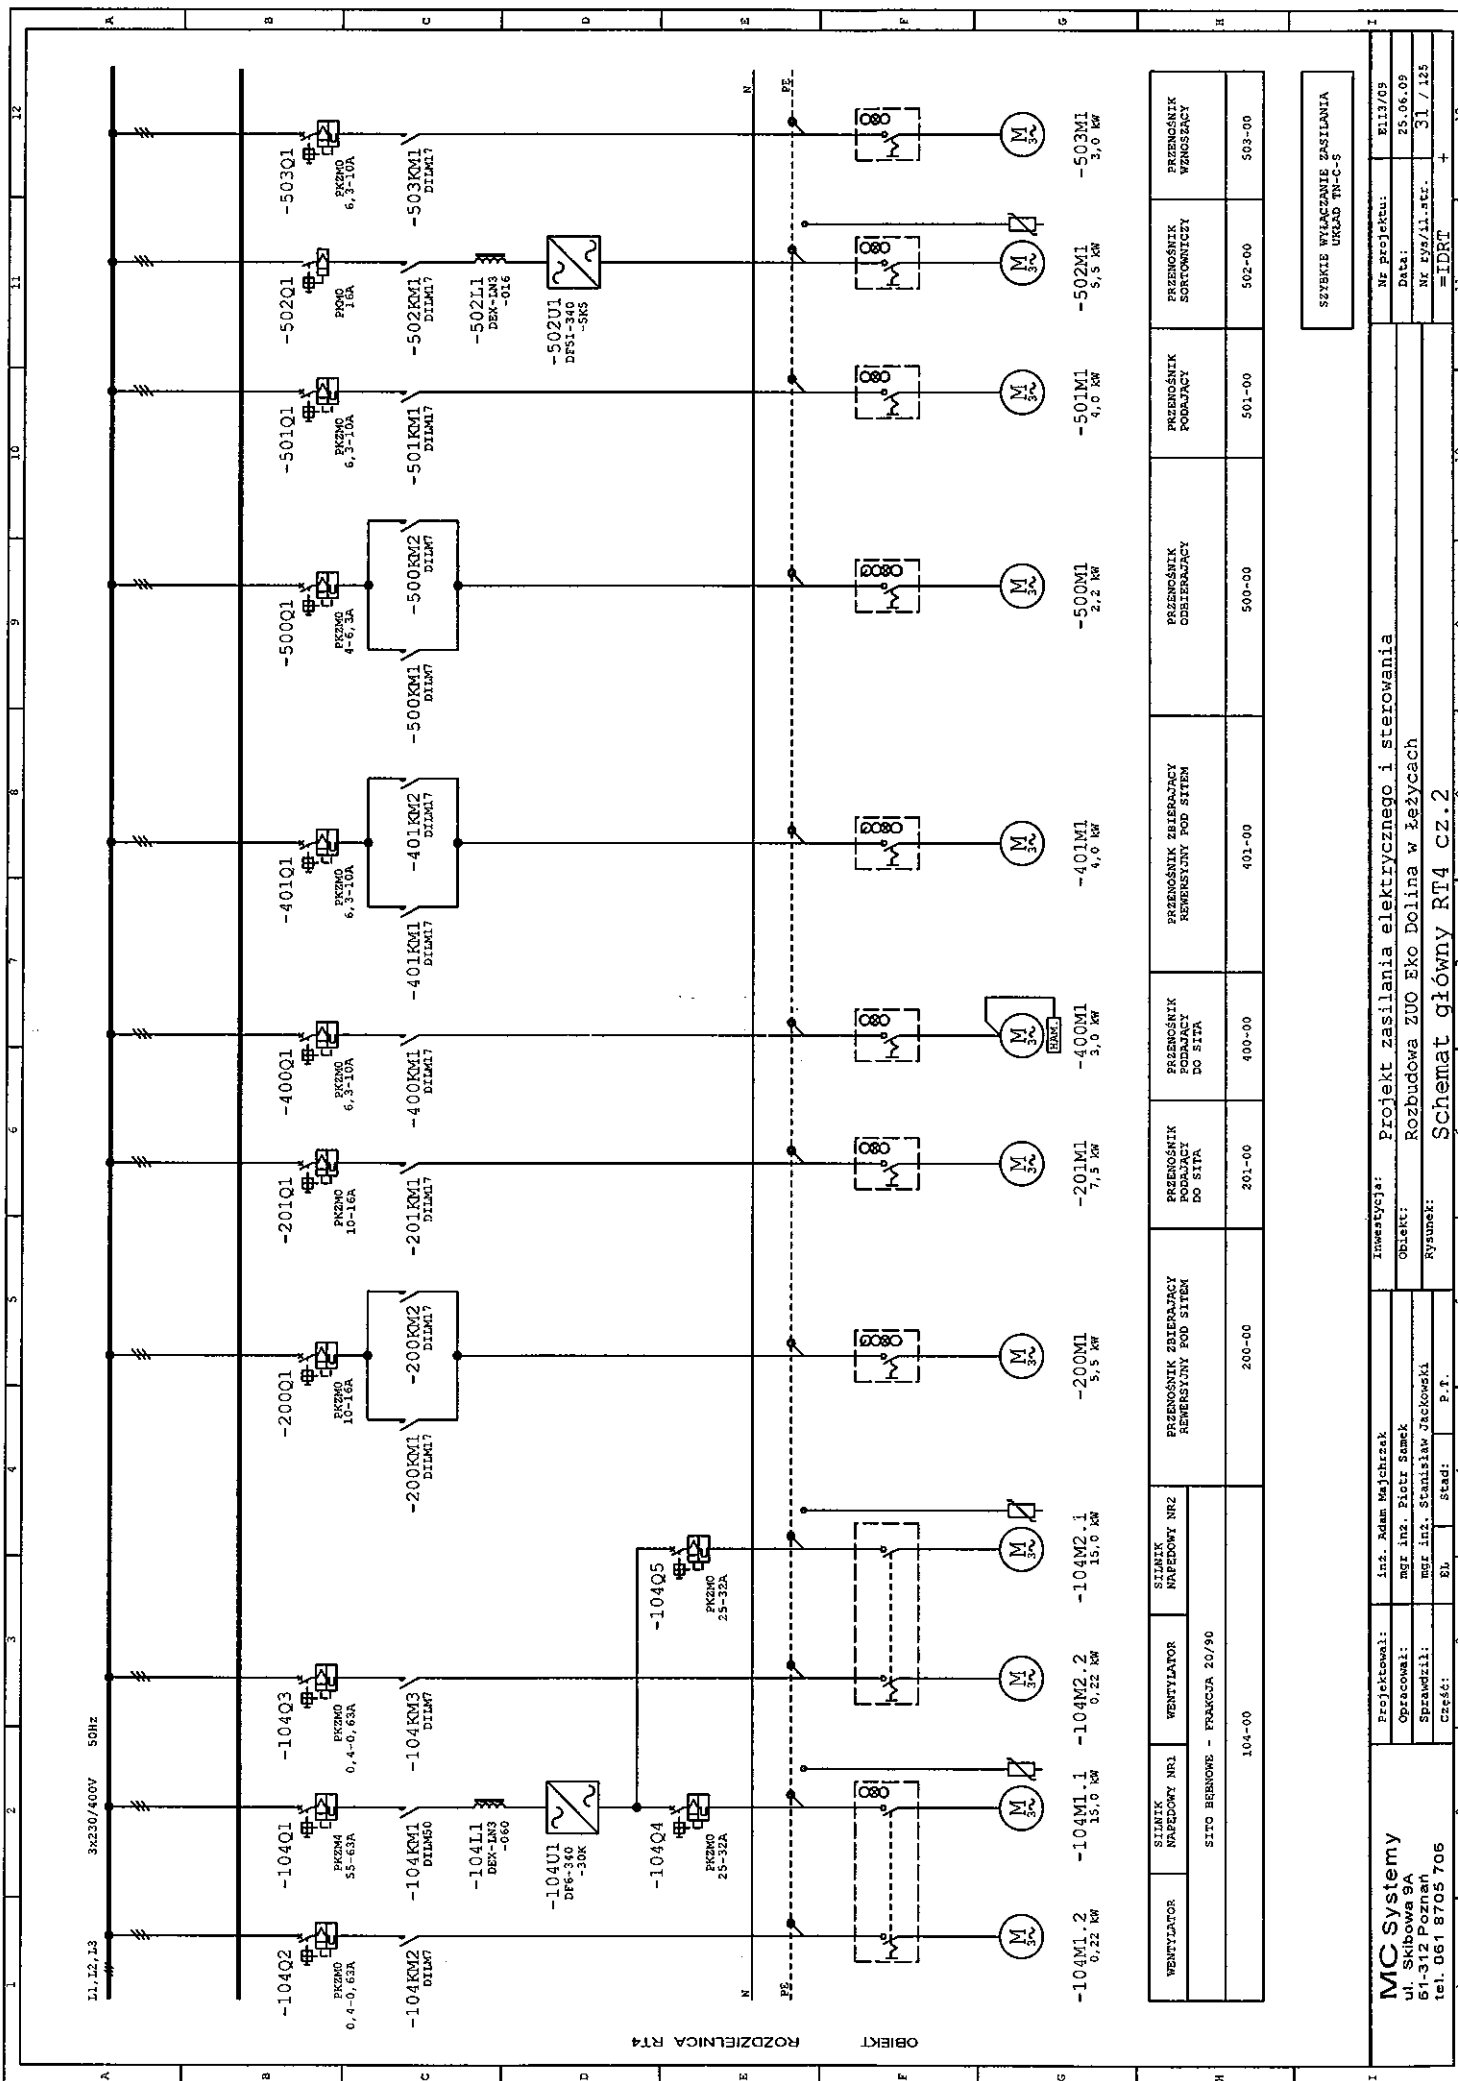 1 2 3 4 5 6 7 8 9 10 11 12
A B C D E F G H I
L1,L2,L3 3x230/400V 50Hz
-104Q2
PKZM0
0,4-0,63A
-104Q1
PKZM4
55-63A
-104Q3
PKZM0
0,4-0,63A
-200Q1
PKZM0
10-16A
-201Q1
PKZM0
10-16A
-400Q1
PKZM0
6,3-10A
-401Q1
PKZM0
6,3-10A
-500Q1
PKZM0
4-6,3A
-501Q1
PKZM0
6,3-10A
-502Q1
PKM0
16A
-503Q1
PKZM0
6,3-10A
-104KM2
DILM7
-104KM1
DILM50
-104KM3
DILM7
-200KM1
DILM17
-200KM2
DILM17
-201KM1
DILM17
-400KM1
DILM17
-401KM1
DILM17
-401KM2
DILM17
-500KM1
DILM7
-500KM2
DILM7
-501KM1
DILM17
-502KM1
DILM17
-503KM1
DILM17
-104L1
DEX-LN3
-060
-502L1
DEX-LN3
-016
-104U1
DF6-340
-30K
-502U1
DF51-340
-5K5
-104Q4
PKZM0
25-32A
-104Q5
PKZM0
25-32A
ROZDZIELNICA RT4
OBIEKT
N N
PE PE
HAM.
-104M1.2
0,22 kW
-104M1.1
15,0 kW
-104M2.2
0,22 kW
-104M2.1
15,0 kW
-200M1
5,5 kW
-201M1
7,5 kW
-400M1
3,0 kW
-401M1
4,0 kW
-500M1
2,2 kW
-501M1
4,0 kW
-502M1
5,5 kW
-503M1
3,0 kW
WENTYLATOR
SILNIK
NAPĘDOWY NR1
WENTYLATOR
SILNIK
NAPĘDOWY NR2
SITO BĘBNOWE - FRAKCJA 20/90
PRZENOŚNIK ZBIERAJĄCY
REWERSYJNY POD SITEM
PRZENOŚNIK
PODAJĄCY
DO SITA
PRZENOŚNIK
PODAJĄCY
DO SITA
PRZENOŚNIK ZBIERAJĄCY
REWERSYJNY POD SITEM
PRZENOŚNIK
ODBIERAJĄCY
PRZENOŚNIK
PODAJĄCY
PRZENOŚNIK
SORTOWNICZY
PRZENOŚNIK
WZNOSZĄCY
104-00 200-00 201-00 400-00 401-00 500-00 501-00 502-00 503-00
SZYBKIE WYŁĄCZANIE ZASILANIA
UKŁAD TN-C-S
MC Systemy
ul. Skibowa 9A
61-312 Poznań
tel. 061 8705 706
Projektował: inż. Adam Majchrzak
Opracował: mgr inż. Piotr Samek
Sprawdził: mgr inż. Stanisław Jackowski
Część: EL Stad: P.T.
Inwestycja: Projekt zasilania elektrycznego i sterowania
Obiekt: Rozbudowa ZUO Eko Dolina w Łężycach
Rysunek: Schemat główny RT4 cz.2
Nr projektu: E113/09
Data: 25.06.09
Nr rys/il.str. 31 / 125
=IDRT +